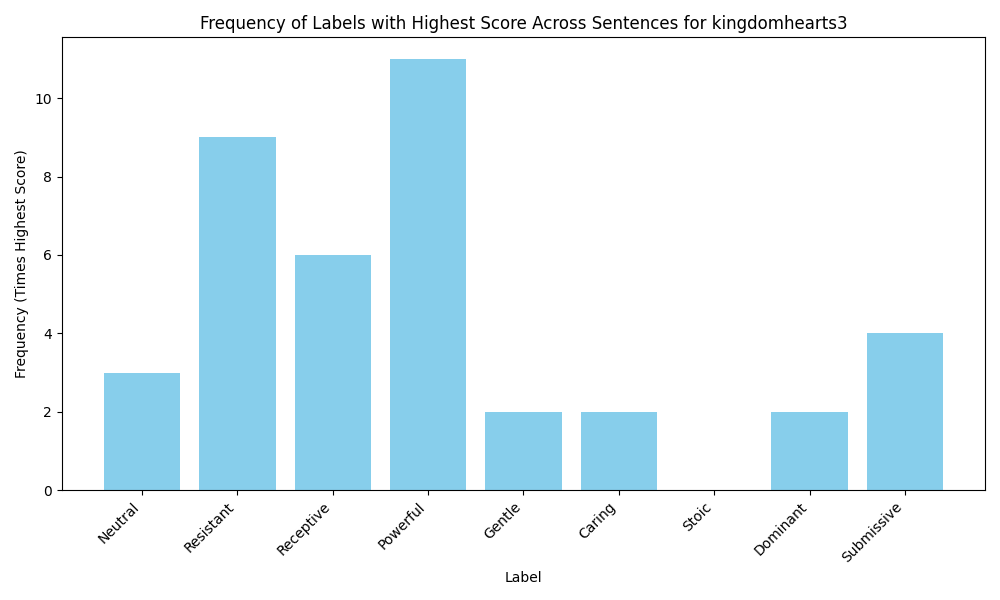 Frequency of Labels with Highest Score Across Sentences for kingdomhearts3
Frequency (Times Highest Score)
10
8
6
4
2
0
Neutral
Resistant
Receptive
Powerful
Gentle
Caring
Stoic
Dominant
Submissive
Label